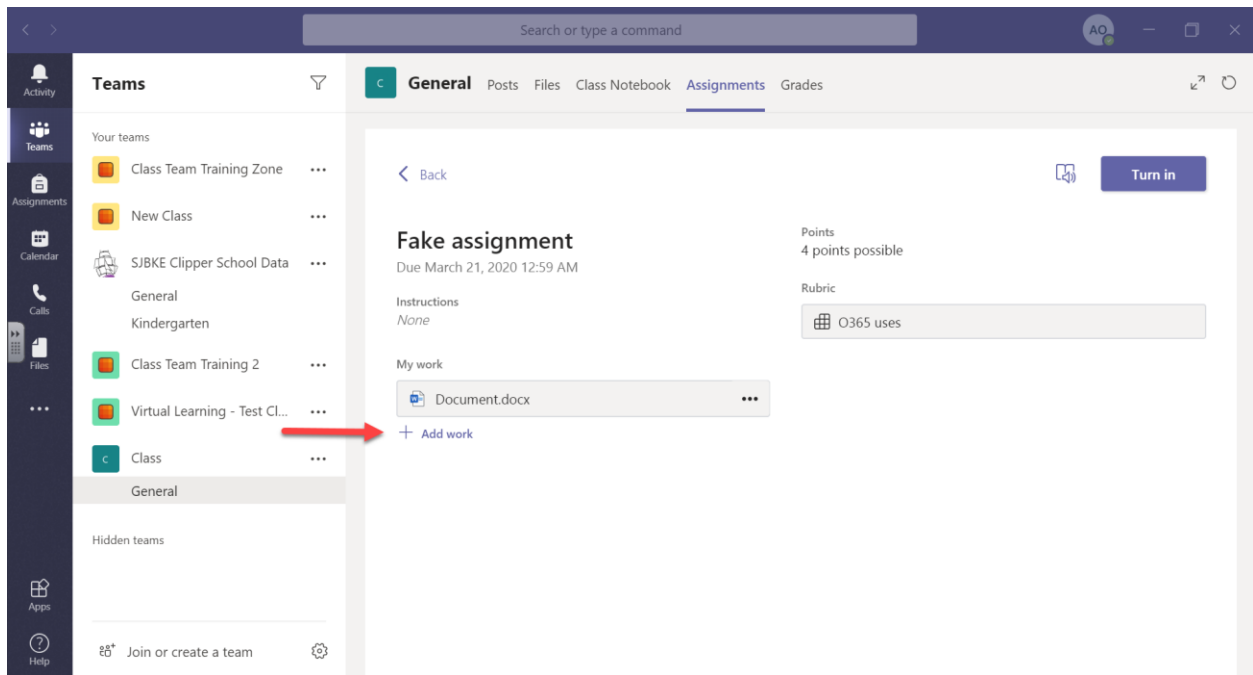 Search or type a command
AO
Activity
Teams
Assignments
Calendar
Calls
Files
Apps
Help
Teams
Your teams
Class Team Training Zone
New Class
SJBKE Clipper School Data
General
Kindergarten
Class Team Training 2
Virtual Learning - Test Cl...
C Class
General
Hidden teams
Join or create a team
C General Posts Files Class Notebook Assignments Grades
Back
Turn in
Fake assignment
Due March 21, 2020 12:59 AM
Instructions
None
My work
Document.docx
Add work
Points
4 points possible
Rubric
O365 uses